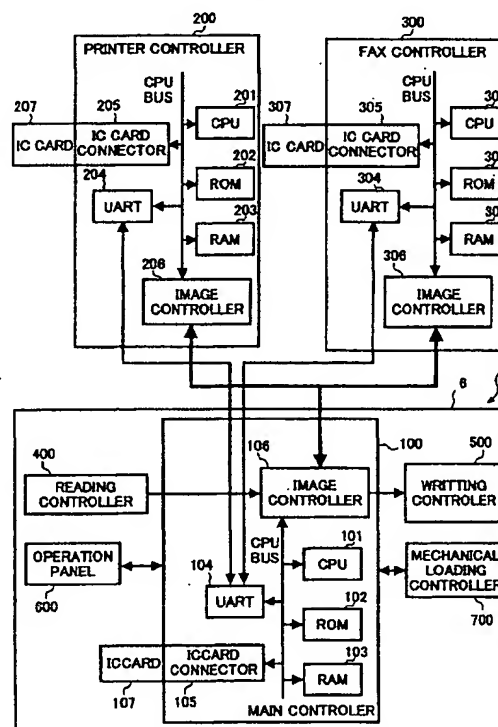 200
PRINTER CONTROLLER
CPU
BUS
207
205
201
CPU
IC CARD
IC CARD
CONNECTOR
204
202
ROM
UART
203
RAM
206
IMAGE
CONTROLLER
300
FAX CONTROLLER
CPU
BUS
307
305
30
CPU
IC CARD
IC CARD
CONNECTOR
304
30
ROM
UART
30
RAM
306
IMAGE
CONTROLLER
6
400
READING
CONTROLLER
106
IMAGE
CONTROLLER
100
500
WRITTING
CONTROLER
OPERATION
PANEL
600
CPU
BUS
101
CPU
104
UART
102
ROM
MECHANICAL
LOADING
CONTROLLER
700
ICCARD
ICCARD
CONNECTOR
103
RAM
107
105
MAIN CONTROLER